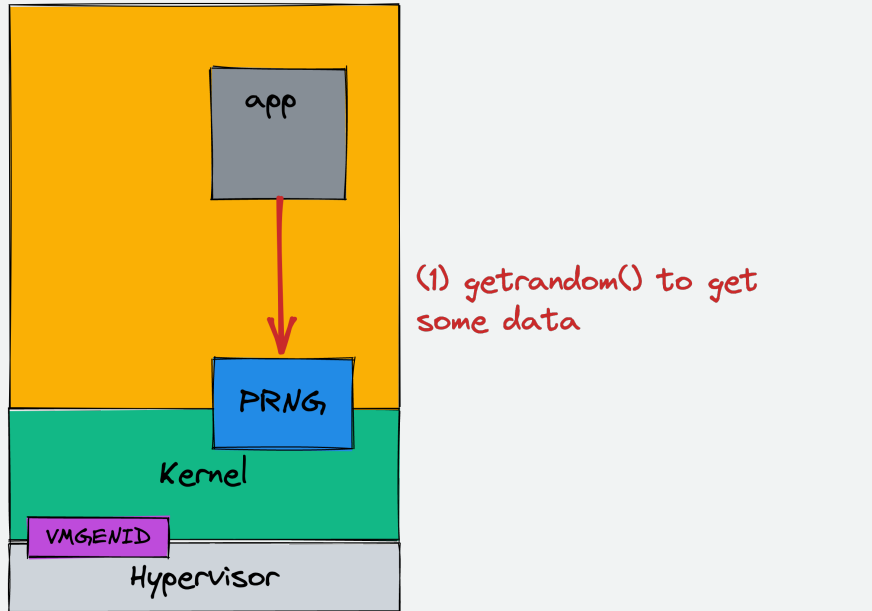 app
(1) getrandom() to get
some data
PRNG
Kernel
VMGENID
Hypervisor